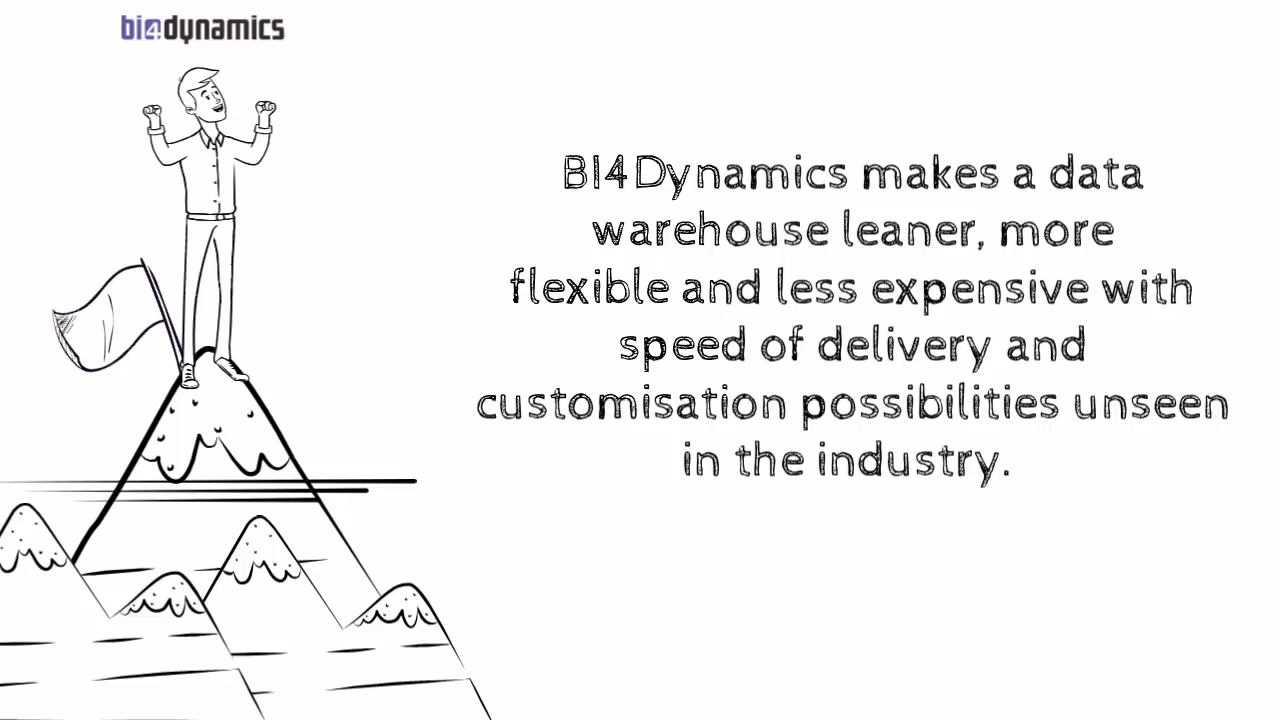 bi4dynamics
BI4Dynamics makes a data
warehouse leaner, more
flexible and less expensive with
speed of delivery and
customisation possibilities unseen
in the industry.